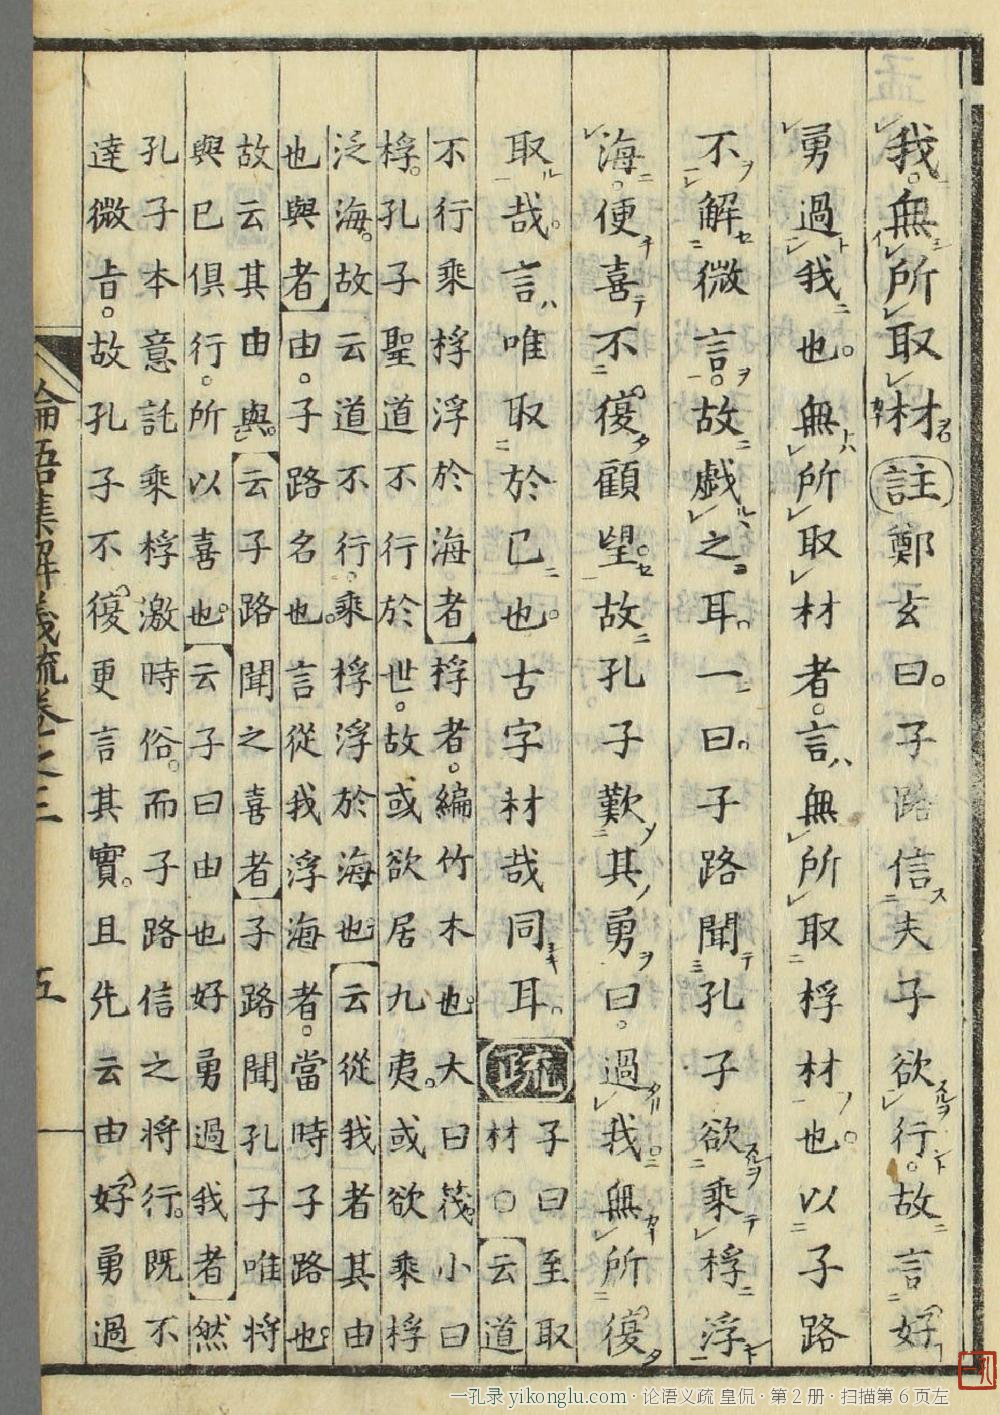 我無所取材註鄭玄曰子路信夫子欲行故言好
勇過我也無所取材者言無所取桴材也以子路
不解微言故戯之耳一曰子路聞孔子欲乘桴浮
海便喜不復顧望故孔子歎其勇曰過我無所復
取哉言唯取於己也古字材哉同耳疏
子曰至取
材○云道
不行乘桴浮於海者桴者編竹木也大曰筏小曰
桴孔子聖道不行於世故或欲居九夷或欲乘桴
泛海故云道不行乘桴浮於海也云從我者其由
也與者由子路名也言從我浮海者當時子路也
故云其由與云子路聞之喜者子路聞孔子唯將
與已俱行所以喜也云子曰由也好勇過我者然
孔子本意託乘桴激時俗而子路信之將行既不
達微旨故孔子不復更言其實且先云由好勇過
論語集解義疏卷之三
五
一孔录 yikonglu.com · 论语义疏 皇侃 · 第 2 册 · 扫描第 6 页左